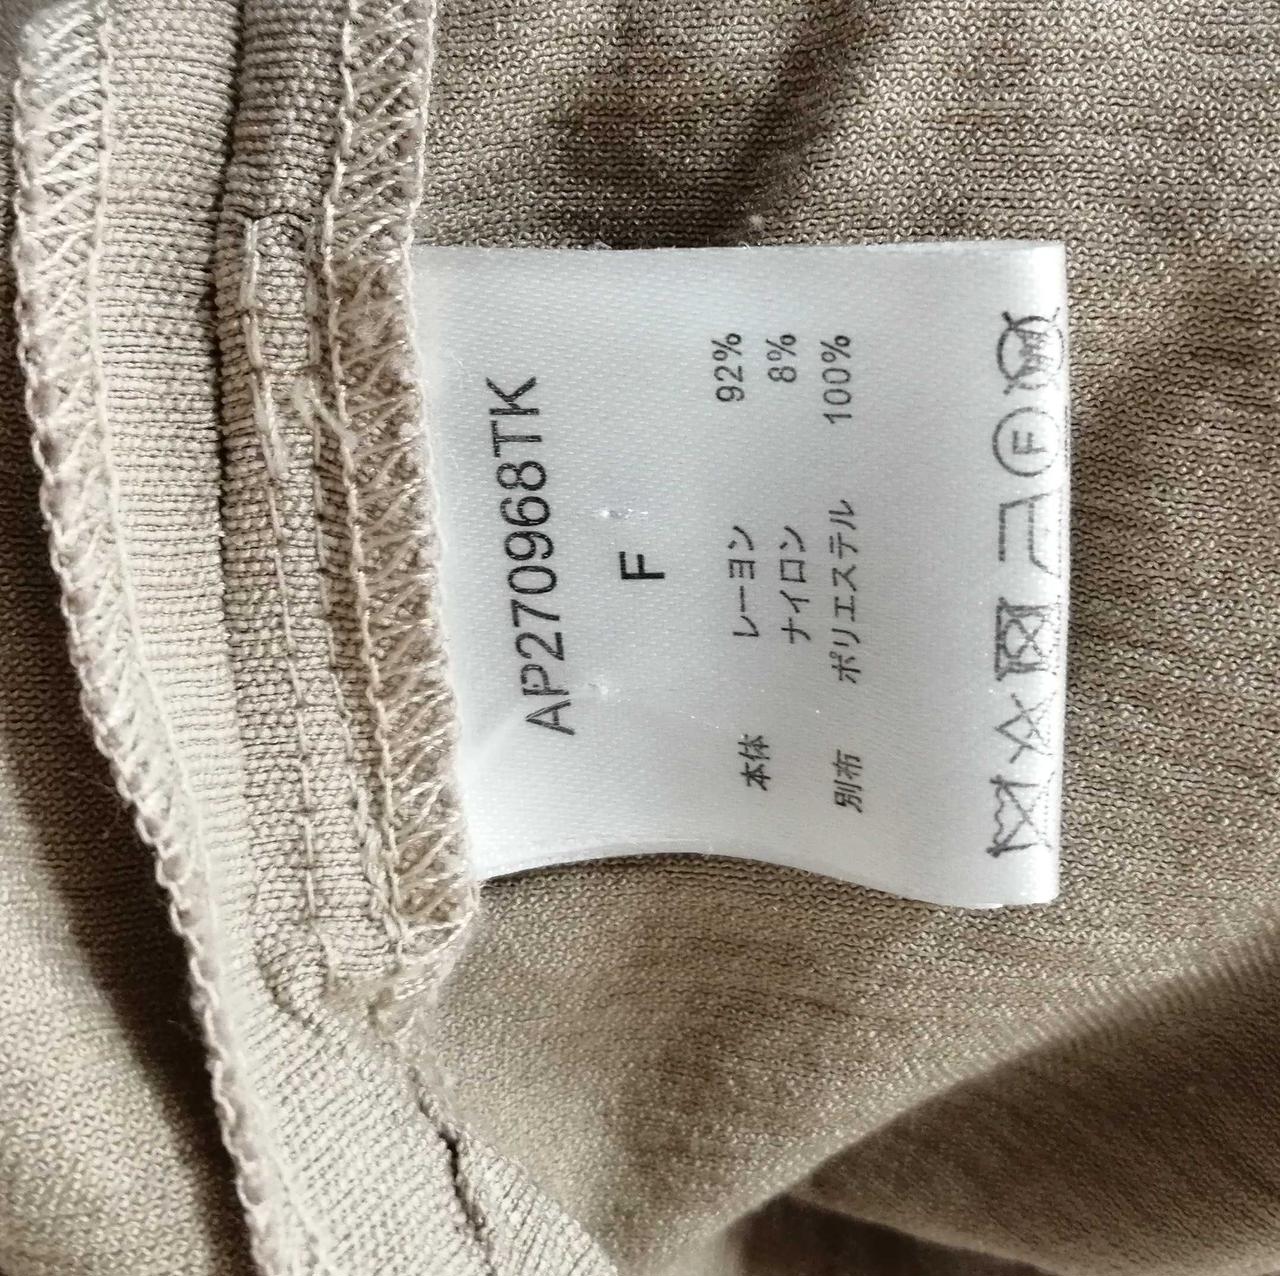 AP270968TK
F
本体 レーヨン 92%
ナイロン 8%
別布 ポリエステル 100%
F